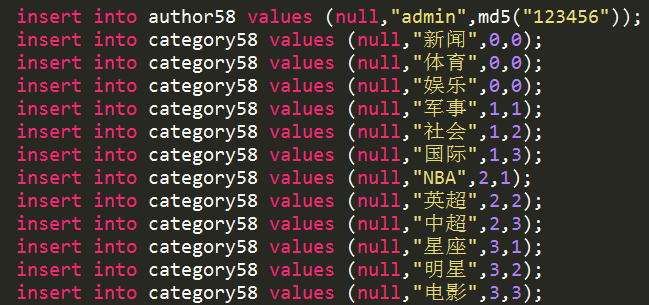 insert into author58 values (null,"admin",md5("123456"));
insert into category58 values (null,"新闻",0,0);
insert into category58 values (null,"体育",0,0);
insert into category58 values (null,"娱乐",0,0);
insert into category58 values (null,"军事",1,1);
insert into category58 values (null,"社会",1,2);
insert into category58 values (null,"国际",1,3);
insert into category58 values (null,"NBA",2,1);
insert into category58 values (null,"英超",2,2);
insert into category58 values (null,"中超",2,3);
insert into category58 values (null,"星座",3,1);
insert into category58 values (null,"明星",3,2);
insert into category58 values (null,"电影",3,3);